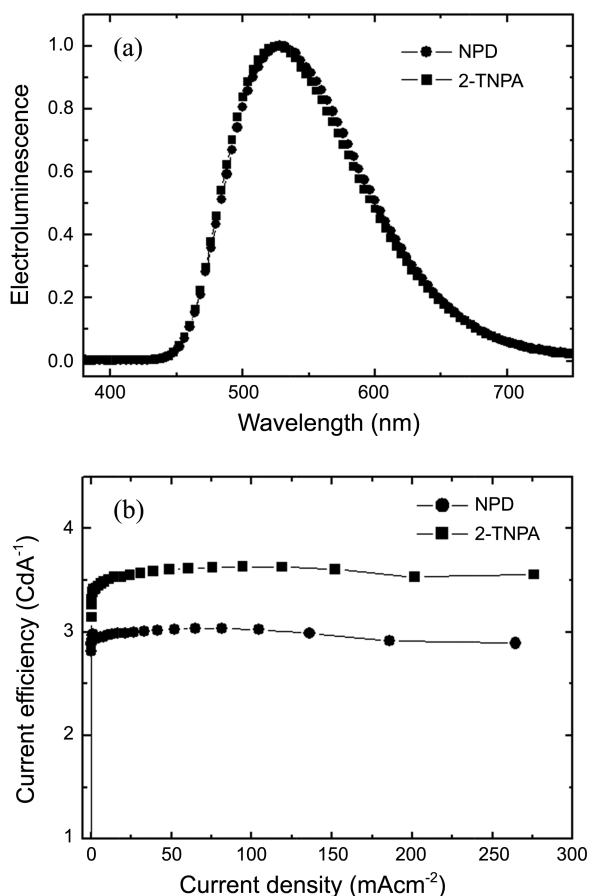 (a)
NPD
2-TNPA
1.0
0.8
0.6
0.4
0.2
0.0
Electroluminescence
400 500 600 700
Wavelength (nm)
(b)
NPD
2-TNPA
4
3
2
1
Current efficiency (CdA⁻¹)
0 50 100 150 200 250 300
Current density (mAcm⁻²)